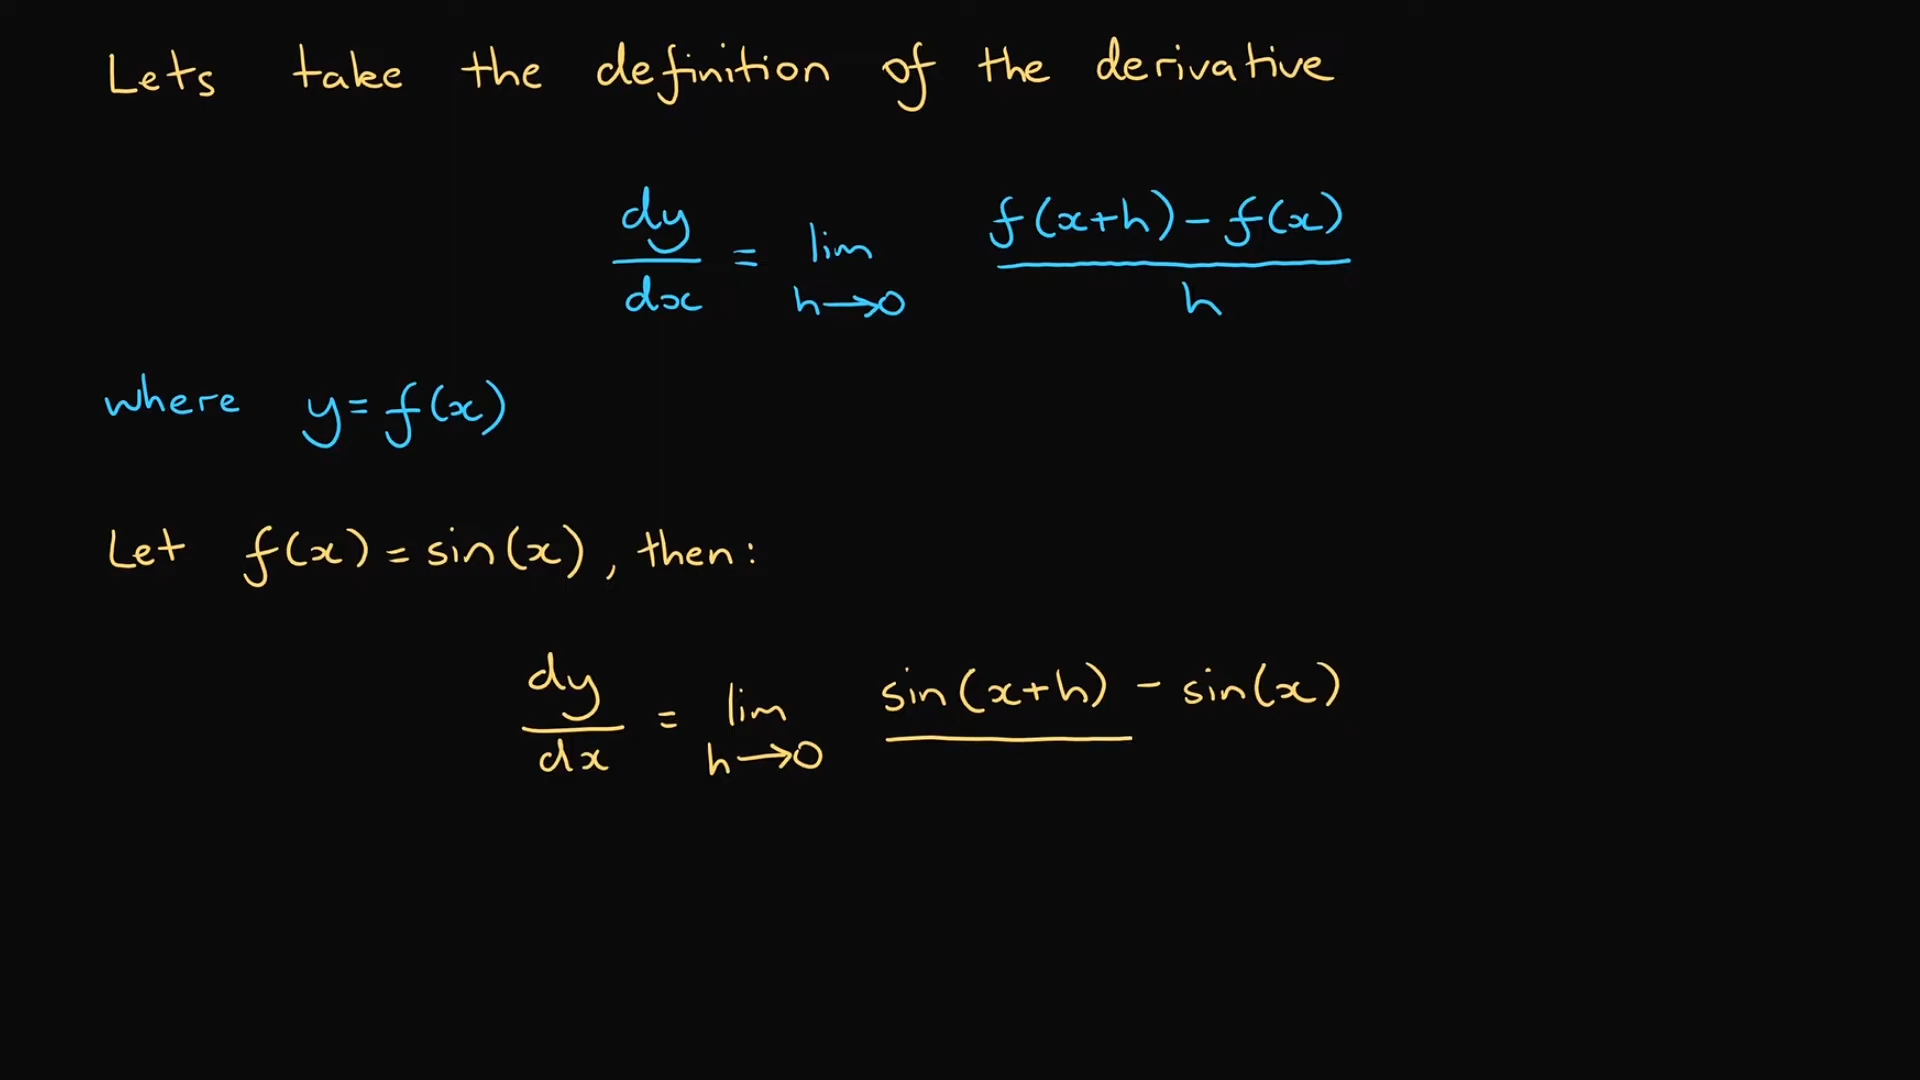 Lets take the definition of the derivative
dy/dx = lim h→0 f(x+h) - f(x) / h
where y = f(x)
Let f(x) = sin(x), then:
dy/dx = lim h→0 sin(x+h) - sin(x)